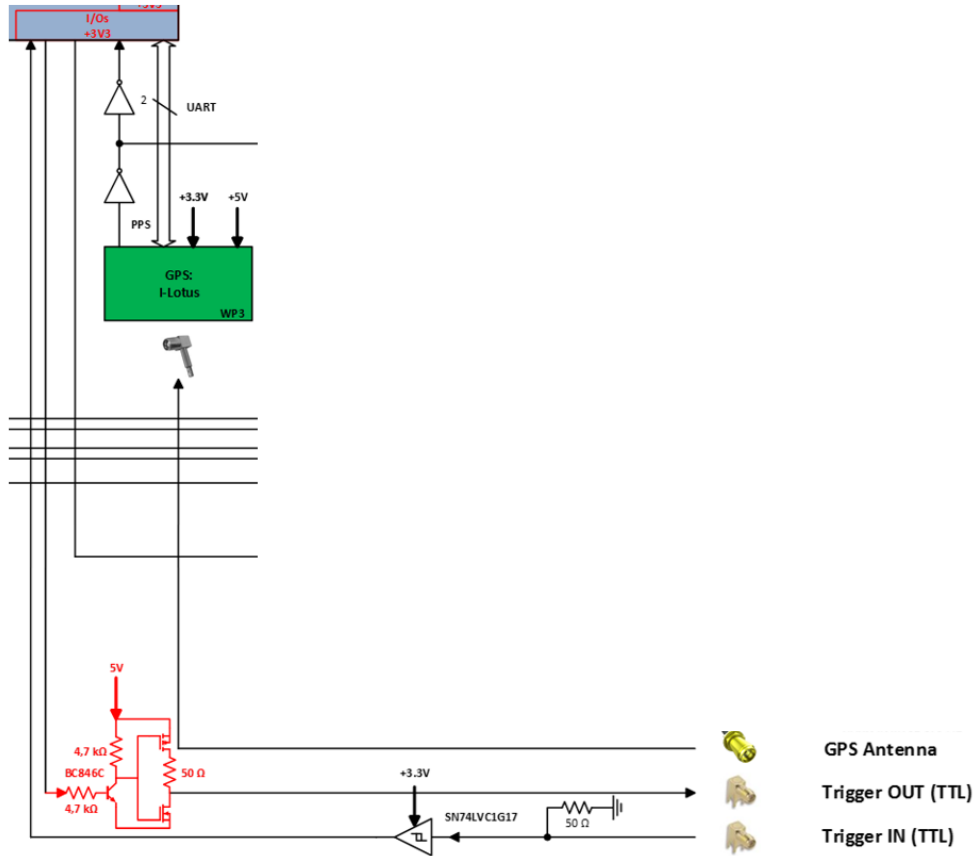 +3V3
I/Os
+3V3
2
UART
+3.3V
+5V
PPS
GPS:
I-Lotus
WP3
5V
4,7 kΩ
BC846C
50 Ω
4,7 kΩ
+3.3V
SN74LVC1G17
50 Ω
GPS Antenna
Trigger OUT (TTL)
Trigger IN (TTL)